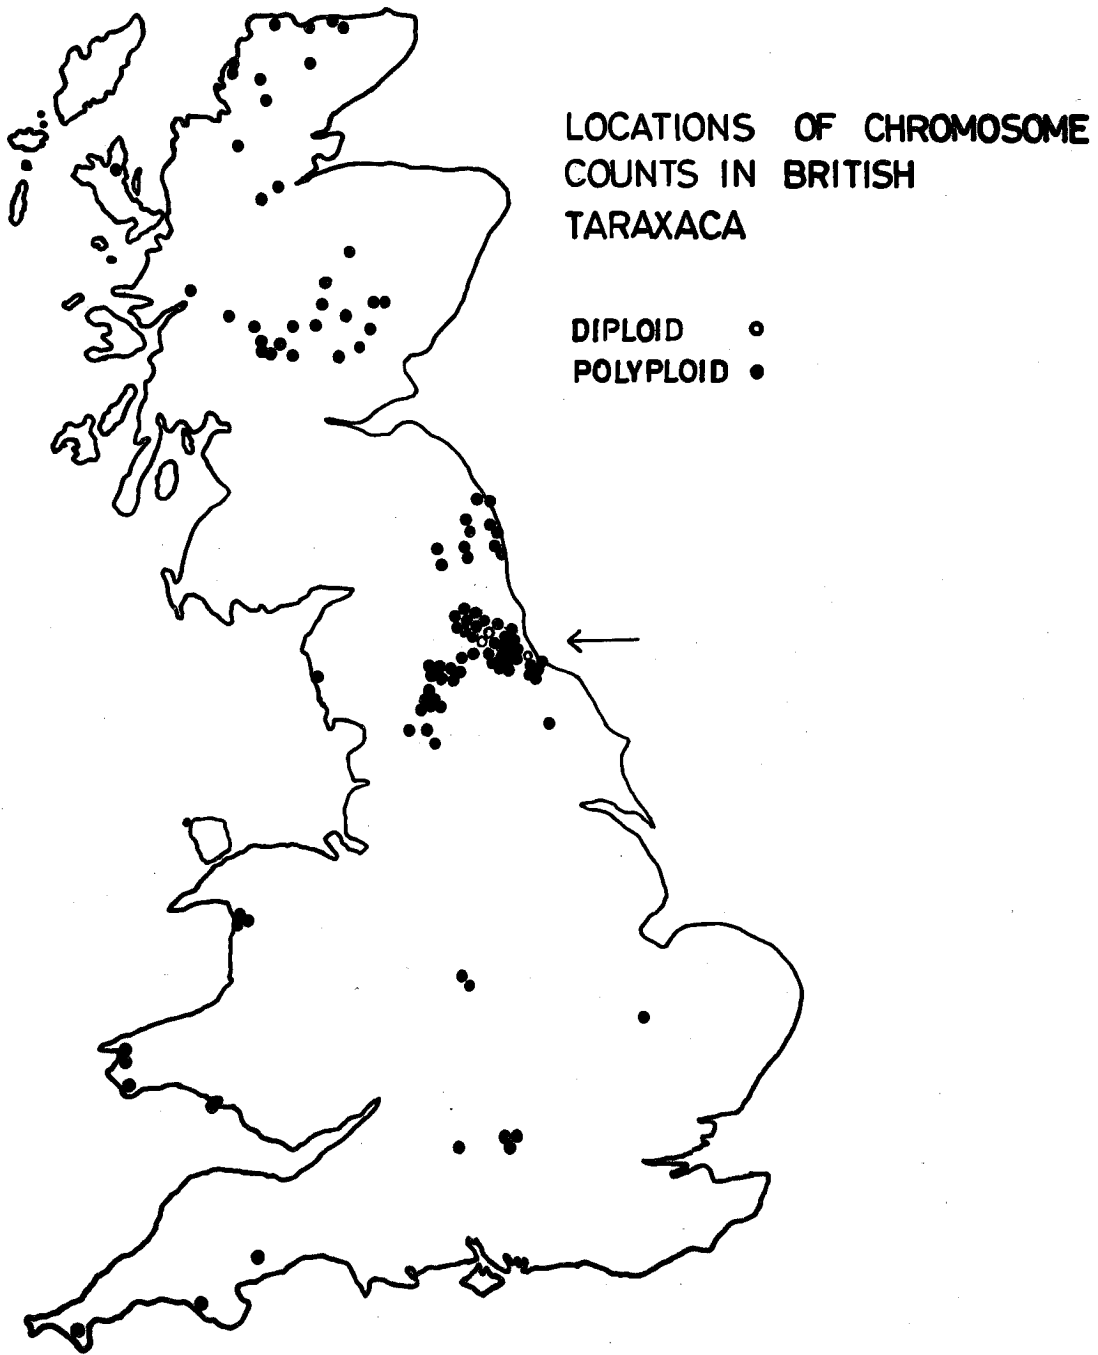 LOCATIONS OF CHROMOSOME
COUNTS IN BRITISH
TARAXACA
DIPLOID
POLYPLOID